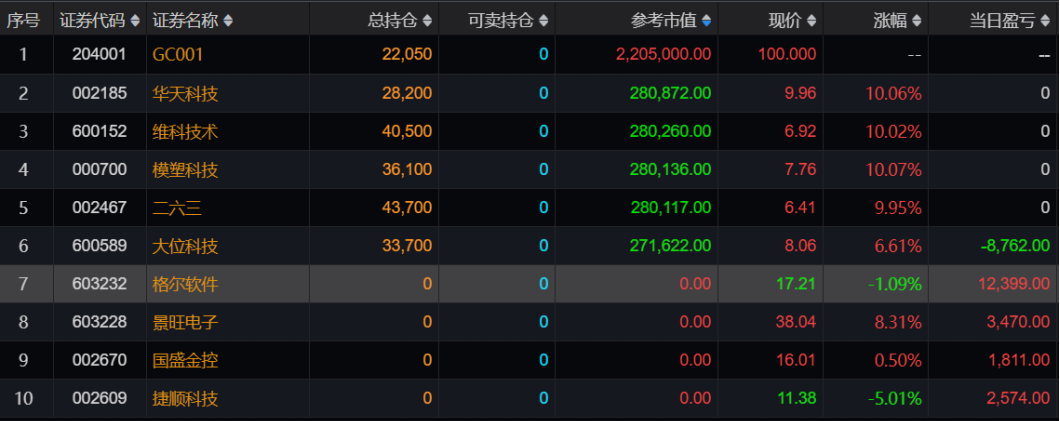 序号 证券代码 证券名称 总持仓 可卖持仓 参考市值 现价 涨幅 当日盈亏
1 204001 GC001 22,050 0 2,205,000.00 100.000 -- --
2 002185 华天科技 28,200 0 280,872.00 9.96 10.06% 0
3 600152 维科技术 40,500 0 280,260.00 6.92 10.02% 0
4 000700 模塑科技 36,100 0 280,136.00 7.76 10.07% 0
5 002467 二六三 43,700 0 280,117.00 6.41 9.95% 0
6 600589 大位科技 33,700 0 271,622.00 8.06 6.61% -8,762.00
7 603232 格尔软件 0 0 0.00 17.21 -1.09% 12,399.00
8 603228 景旺电子 0 0 0.00 38.04 8.31% 3,470.00
9 002670 国盛金控 0 0 0.00 16.01 0.50% 1,811.00
10 002609 捷顺科技 0 0 0.00 11.38 -5.01% 2,574.00